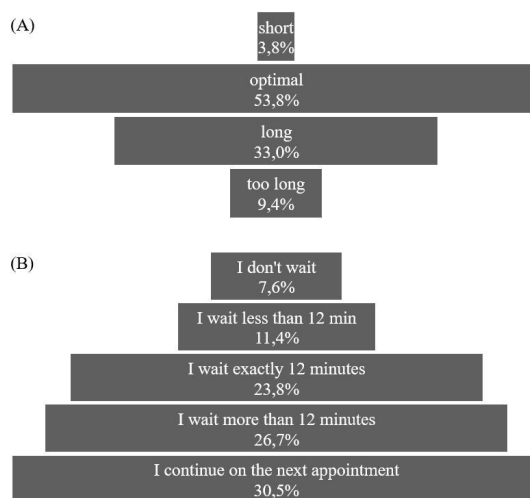 (A)
short
3,8%
optimal
53,8%
long
33,0%
too long
9,4%
(B)
I don't wait
7,6%
I wait less than 12 min
11,4%
I wait exactly 12 minutes
23,8%
I wait more than 12 minutes
26,7%
I continue on the next appointment
30,5%